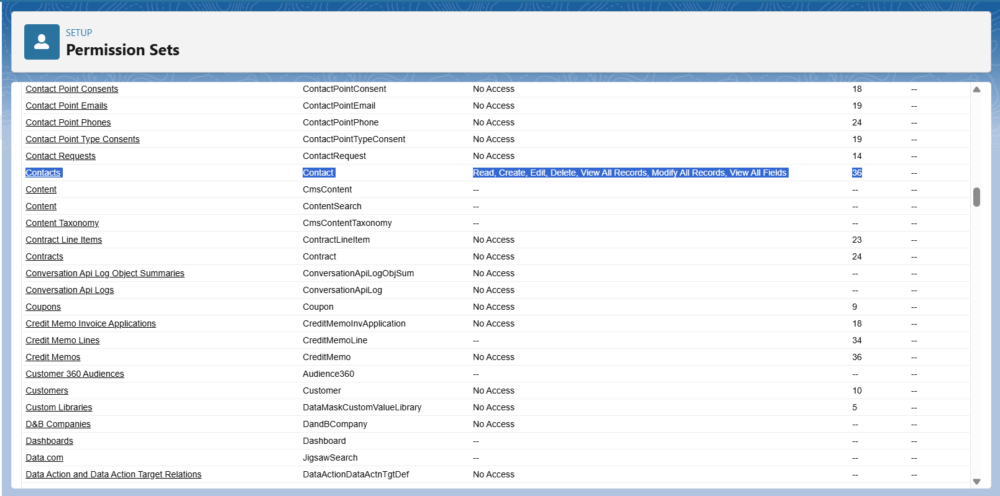 SETUP
Permission Sets
Contact Point Consents ContactPointConsent No Access 18 --
Contact Point Emails ContactPointEmail No Access 19 --
Contact Point Phones ContactPointPhone No Access 24 --
Contact Point Type Consents ContactPointTypeConsent No Access 19 --
Contact Requests ContactRequest No Access 14 --
Contacts Contact Read, Create, Edit, Delete, View All Records, Modify All Records, View All Fields 36 --
Content CmsContent -- -- --
Content ContentSearch -- -- --
Content Taxonomy CmsContentTaxonomy -- -- --
Contract Line Items ContractLineItem No Access 23 --
Contracts Contract No Access 24 --
Conversation Api Log Object Summaries ConversationApiLogObjSum No Access -- --
Conversation Api Logs ConversationApiLog No Access -- --
Coupons Coupon No Access 9 --
Credit Memo Invoice Applications CreditMemoInvApplication No Access 18 --
Credit Memo Lines CreditMemoLine -- 34 --
Credit Memos CreditMemo No Access 36 --
Customer 360 Audiences Audience360 -- -- --
Customers Customer No Access 10 --
Custom Libraries DataMaskCustomValueLibrary No Access 5 --
D&B Companies DandBCompany No Access -- --
Dashboards Dashboard -- -- --
Data.com JigsawSearch -- -- --
Data Action and Data Action Target Relations DataActionDataActnTgtDef No Access -- --